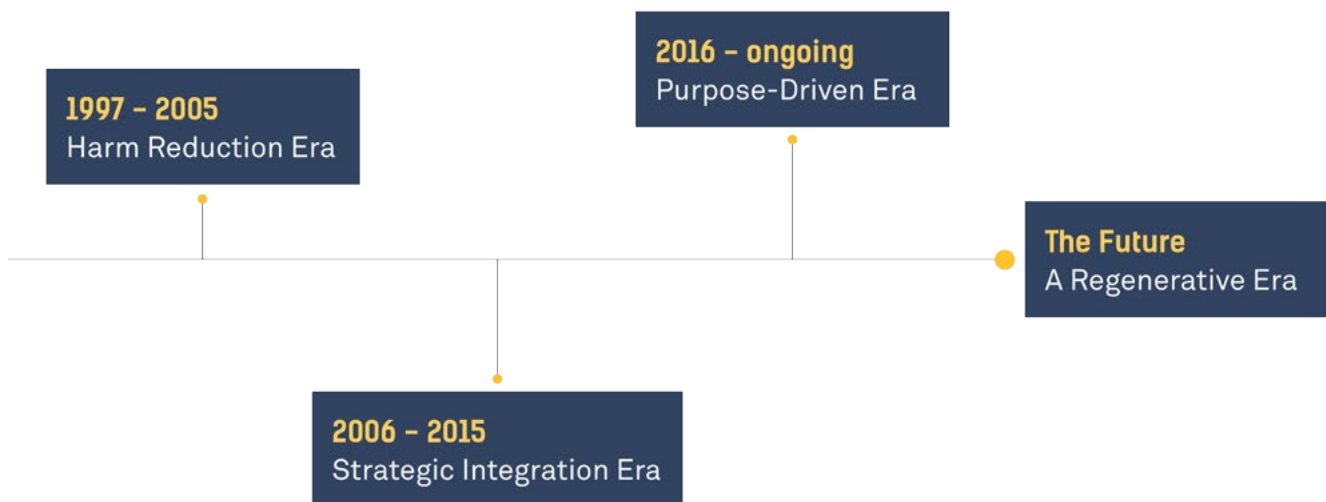 1997 – 2005
Harm Reduction Era
2006 – 2015
Strategic Integration Era
2016 – ongoing
Purpose-Driven Era
The Future
A Regenerative Era